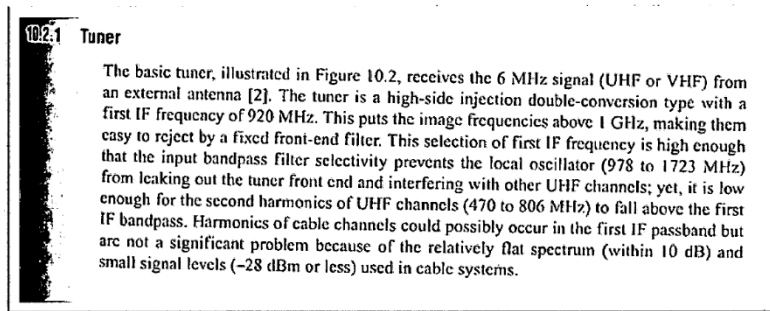 10.2.1 Tuner
The basic tuner, illustrated in Figure 10.2, receives the 6 MHz signal (UHF or VHF) from
an external antenna [2]. The tuner is a high-side injection double-conversion type with a
first IF frequency of 920 MHz. This puts the image frequencies above 1 GHz, making them
easy to reject by a fixed front-end filter. This selection of first IF frequency is high enough
that the input bandpass filter selectivity prevents the local oscillator (978 to 1723 MHz)
from leaking out the tuner front end and interfering with other UHF channels; yet, it is low
enough for the second harmonics of UHF channels (470 to 806 MHz) to fall above the first
IF bandpass. Harmonics of cable channels could possibly occur in the first IF passband but
are not a significant problem because of the relatively flat spectrum (within 10 dB) and
small signal levels (–28 dBm or less) used in cable systems.